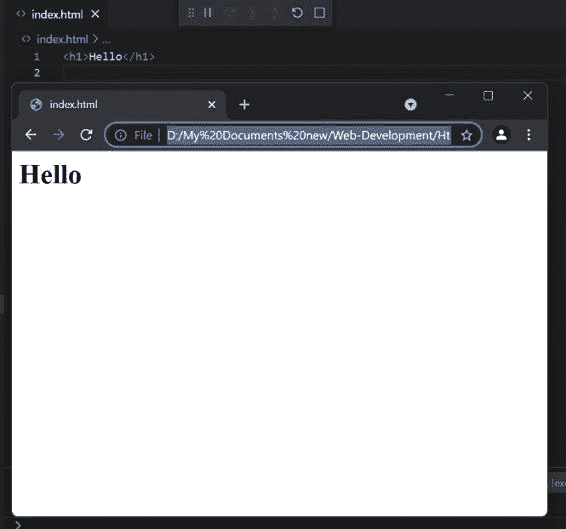 index.html
index.html > ...
1 <h1>Hello</h1>
2
index.html
File | D:/My%20Documents%20new/Web-Development/Ht
Hello